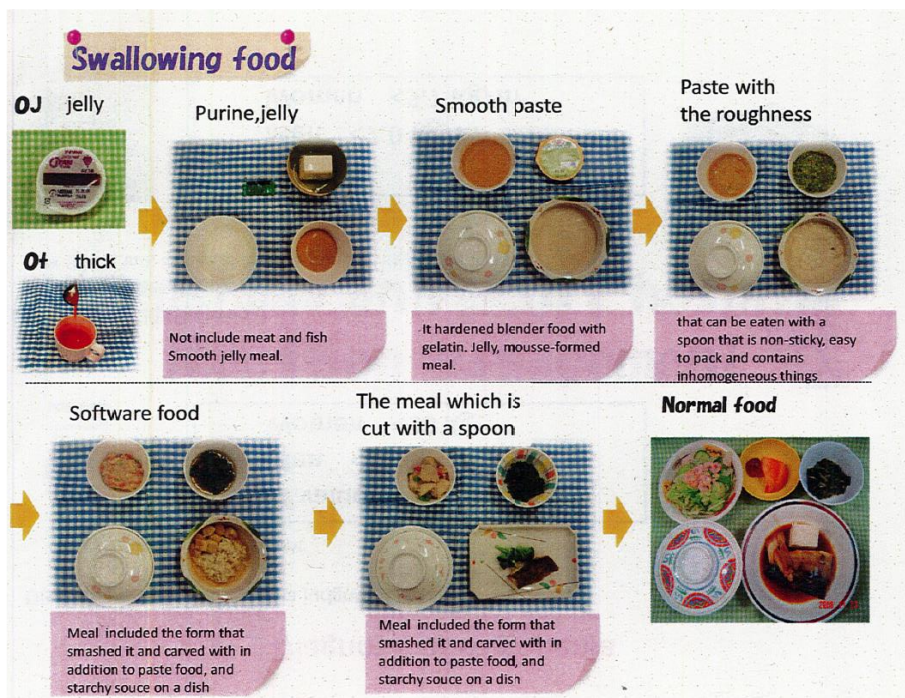 Swallowing food
OJ jelly
Purine,jelly
Smooth paste
Paste with
the roughness
Ot thick
Not include meat and fish
Smooth jelly meal.
It hardened blender food with
gelatin. Jelly, mousse-formed
meal.
that can be eaten with a
spoon that is non-sticky, easy
to pack and contains
inhomogeneous things
Software food
The meal which is
cut with a spoon
Normal food
Meal included the form that
smashed it and carved with in
addition to paste food, and
starchy souce on a dish
Meal included the form that
smashed it and carved with in
addition to paste food, and
starchy souce on a dish